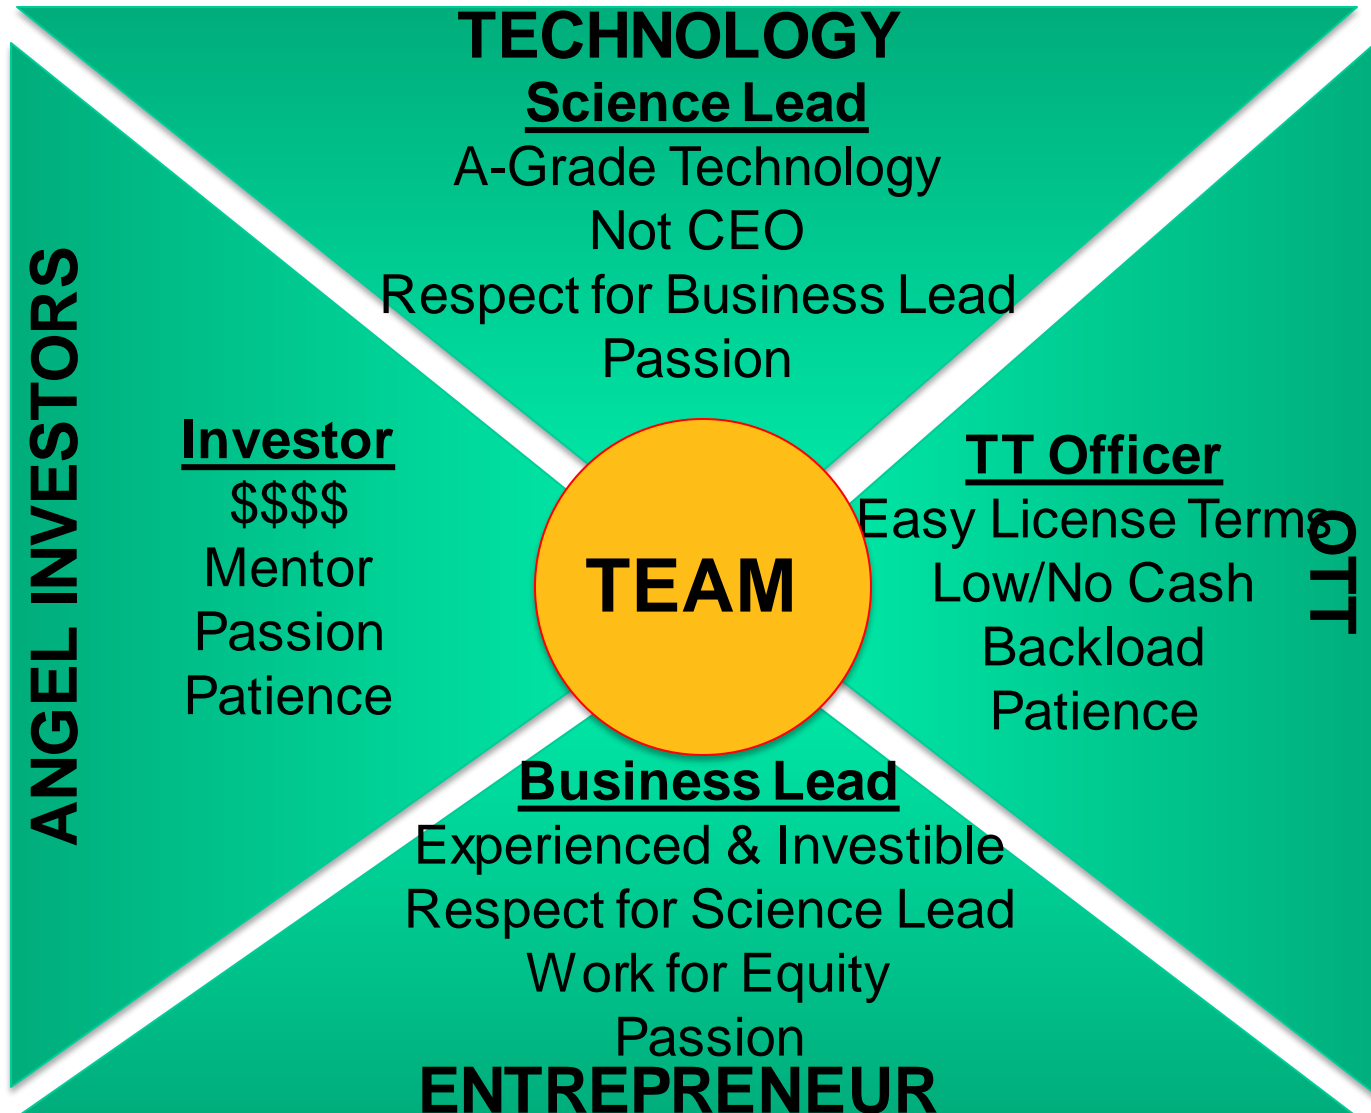 TECHNOLOGY
Science Lead
A-Grade Technology
Not CEO
Respect for Business Lead
Passion
ANGEL INVESTORS
Investor
$$$$
Mentor
Passion
Patience
TEAM
TT Officer
Easy License Terms
Low/No Cash
Backload
Patience
OTT
Business Lead
Experienced & Investible
Respect for Science Lead
Work for Equity
Passion
ENTREPRENEUR